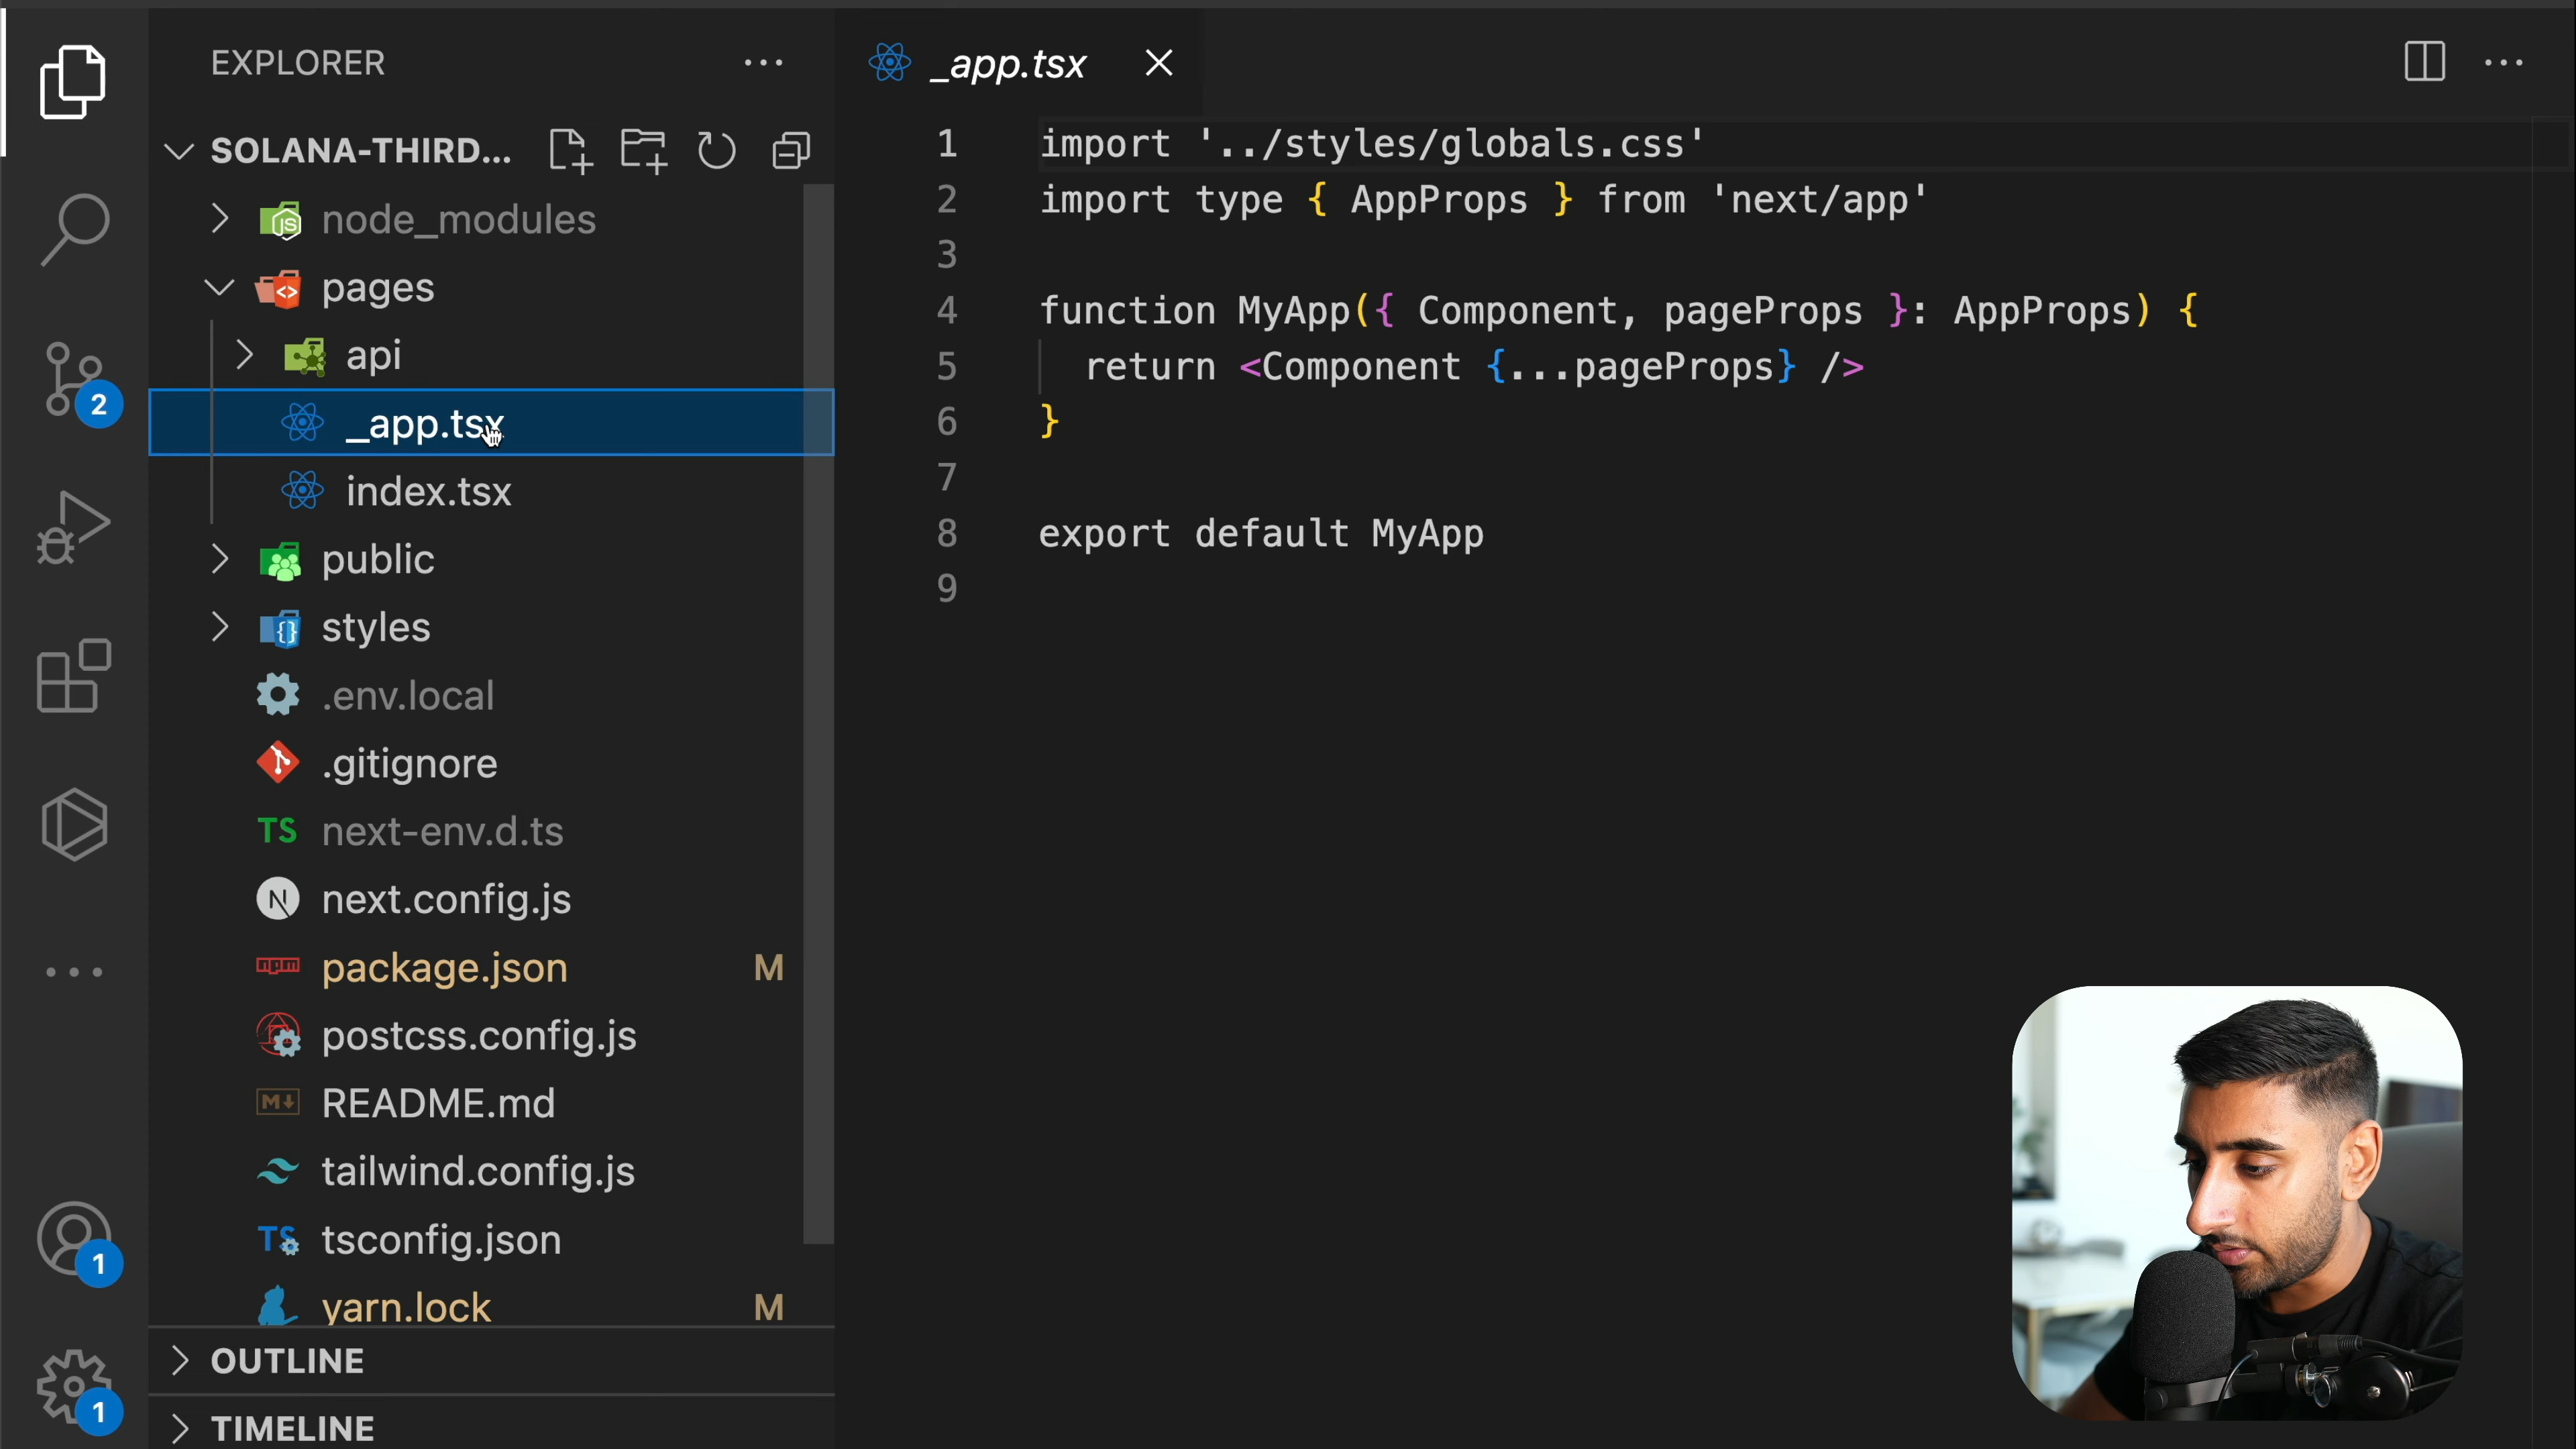 EXPLORER
SOLANA-THIRD...
node_modules
pages
api
_app.tsx
index.tsx
public
styles
.env.local
.gitignore
TS next-env.d.ts
N next.config.js
npm package.json M
postcss.config.js
M README.md
tailwind.config.js
TS tsconfig.json
yarn.lock M
OUTLINE
TIMELINE
2
1
1
_app.tsx
1 import '../styles/globals.css'
2 import type { AppProps } from 'next/app'
3
4 function MyApp({ Component, pageProps }: AppProps) {
5 return <Component {...pageProps} />
6 }
7
8 export default MyApp
9